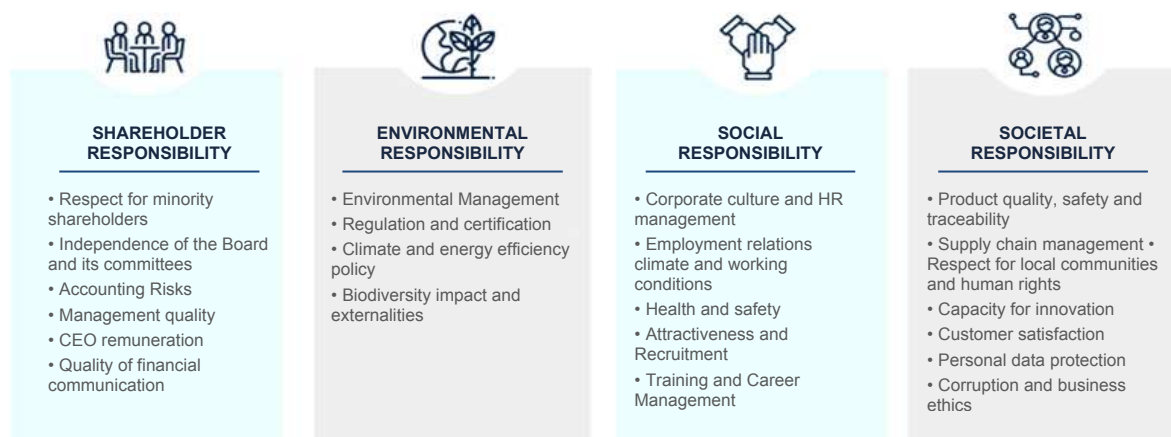 SHAREHOLDER
RESPONSIBILITY
• Respect for minority
shareholders
• Independence of the Board
and its committees
• Accounting Risks
• Management quality
• CEO remuneration
• Quality of financial
communication
ENVIRONMENTAL
RESPONSIBILITY
• Environmental Management
• Regulation and certification
• Climate and energy efficiency
policy
• Biodiversity impact and
externalities
SOCIAL
RESPONSIBILITY
• Corporate culture and HR
management
• Employment relations
climate and working
conditions
• Health and safety
• Attractiveness and
Recruitment
• Training and Career
Management
SOCIETAL
RESPONSIBILITY
• Product quality, safety and
traceability
• Supply chain management •
Respect for local communities
and human rights
• Capacity for innovation
• Customer satisfaction
• Personal data protection
• Corruption and business
ethics